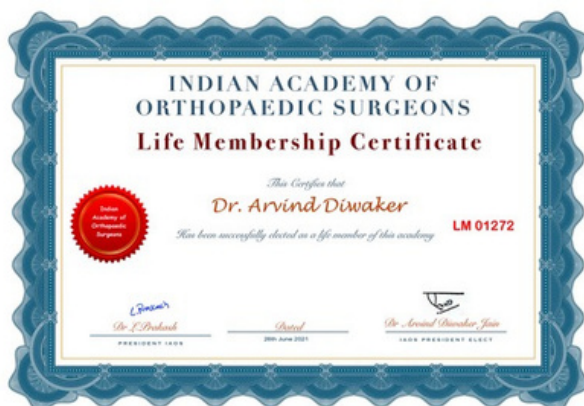 INDIAN ACADEMY OF
ORTHOPAEDIC SURGEONS
Life Membership Certificate
This Certifies that
Dr. Arvind Diwaker
Has been successfully elected as a life member of this academy
LM 01272
Indian
Academy of
Orthopaedic
Surgeons
Dr L Prakash
PRESIDENT IAOS
Dated
26th June 2021
Dr Arvind Diwaker Jain
IAOS PRESIDENT ELECT